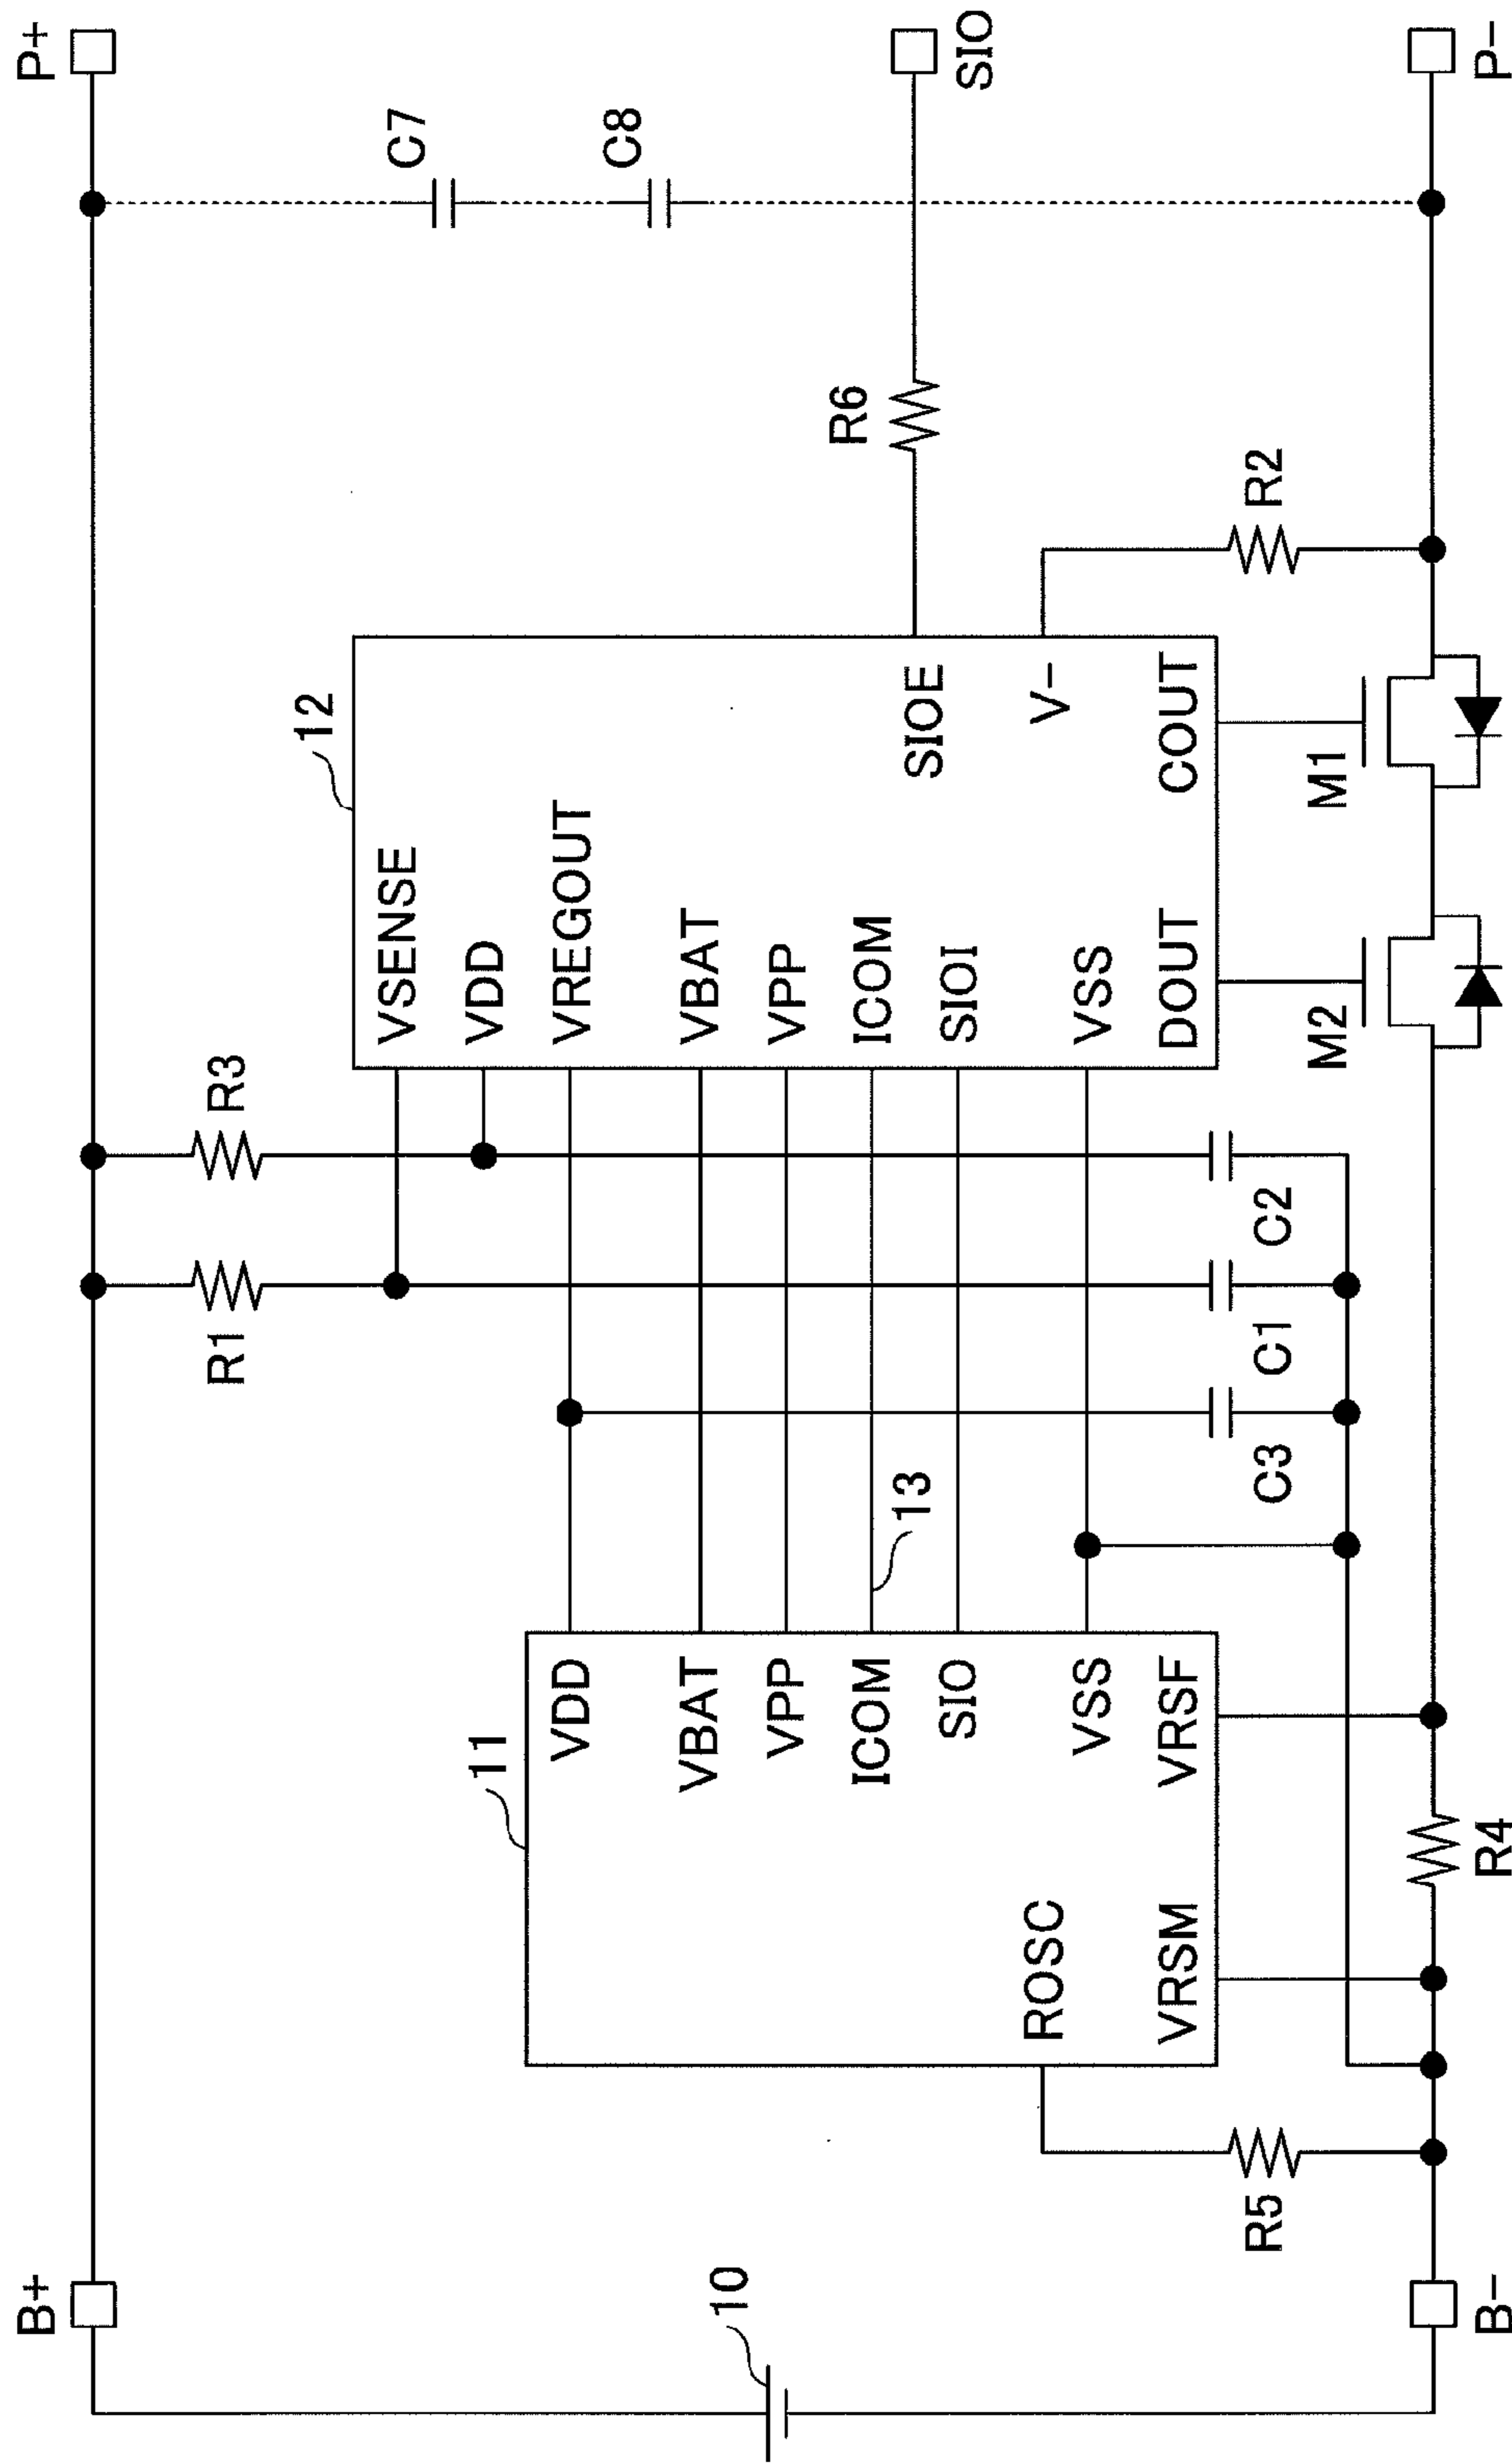 B+
P+
R1
R3
12
C7
C8
VSENSE
VDD
VREGOUT
VBAT
VPP
ICOM
SIOI
VSS
DOUT
COUT
SIOE
V-
R6
SIO
11
VDD
VBAT
VPP
ICOM
SIO
VSS
VRSF
VRSM
ROSC
13
10
R5
C3
C1
C2
R2
M2
M1
R4
B-
P-